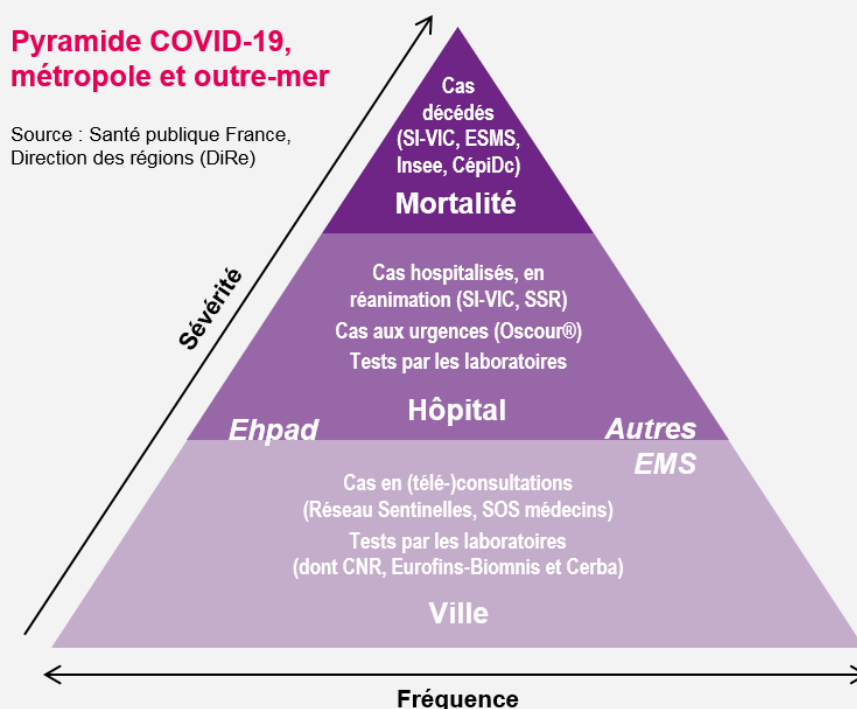 Pyramide COVID-19,
métropole et outre-mer
Source : Santé publique France,
Direction des régions (DiRe)
Sévérité
Cas
décédés
(SI-VIC, ESMS,
Insee, CépiDc)
Mortalité
Cas hospitalisés, en
réanimation (SI-VIC, SSR)
Cas aux urgences (Oscour®)
Tests par les laboratoires
Hôpital
Ehpad
Autres
EMS
Cas en (télé-)consultations
(Réseau Sentinelles, SOS médecins)
Tests par les laboratoires
(dont CNR, Eurofins-Biomnis et Cerba)
Ville
Fréquence